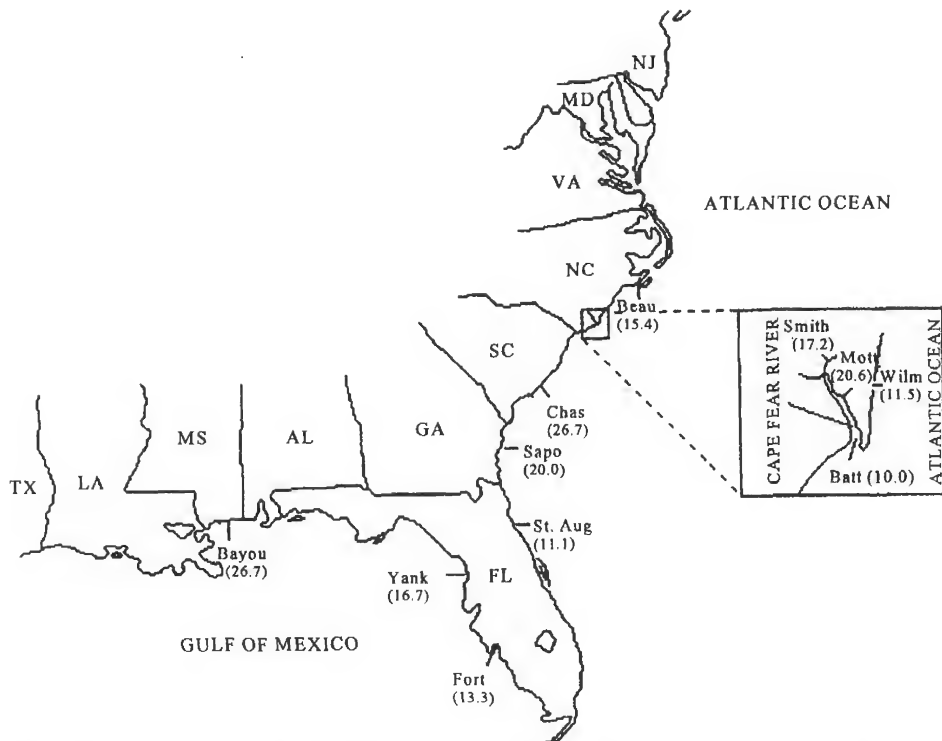 NJ
MD
VA
ATLANTIC OCEAN
NC
Beau
(15.4)
SC
Chas
(26.7)
Sapo
(20.0)
GA
AL
MS
LA
TX
St. Aug
(11.1)
Bayou
(26.7)
Yank
(16.7)
FL
GULF OF MEXICO
Fort
(13.3)
CAPE FEAR RIVER
Smith
(17.2)
Mott
(20.6)
Wilm
(11.5)
Batt (10.0)
ATLANTIC OCEAN